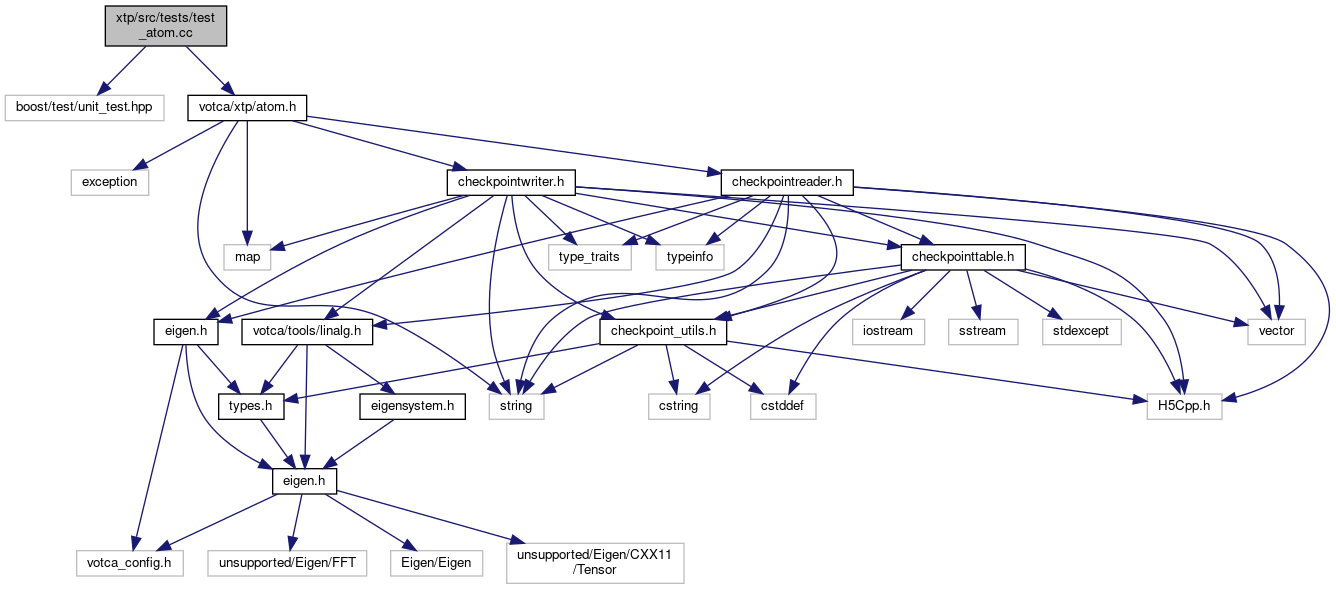 xtp/src/tests/test
_atom.cc
boost/test/unit_test.hpp
votca/xtp/atom.h
exception
checkpointwriter.h
checkpointreader.h
map
type_traits
typeinfo
checkpointtable.h
eigen.h
votca/tools/linalg.h
checkpoint_utils.h
iostream
sstream
stdexcept
vector
types.h
eigensystem.h
string
cstring
cstddef
H5Cpp.h
eigen.h
votca_config.h
unsupported/Eigen/FFT
Eigen/Eigen
unsupported/Eigen/CXX11
/Tensor